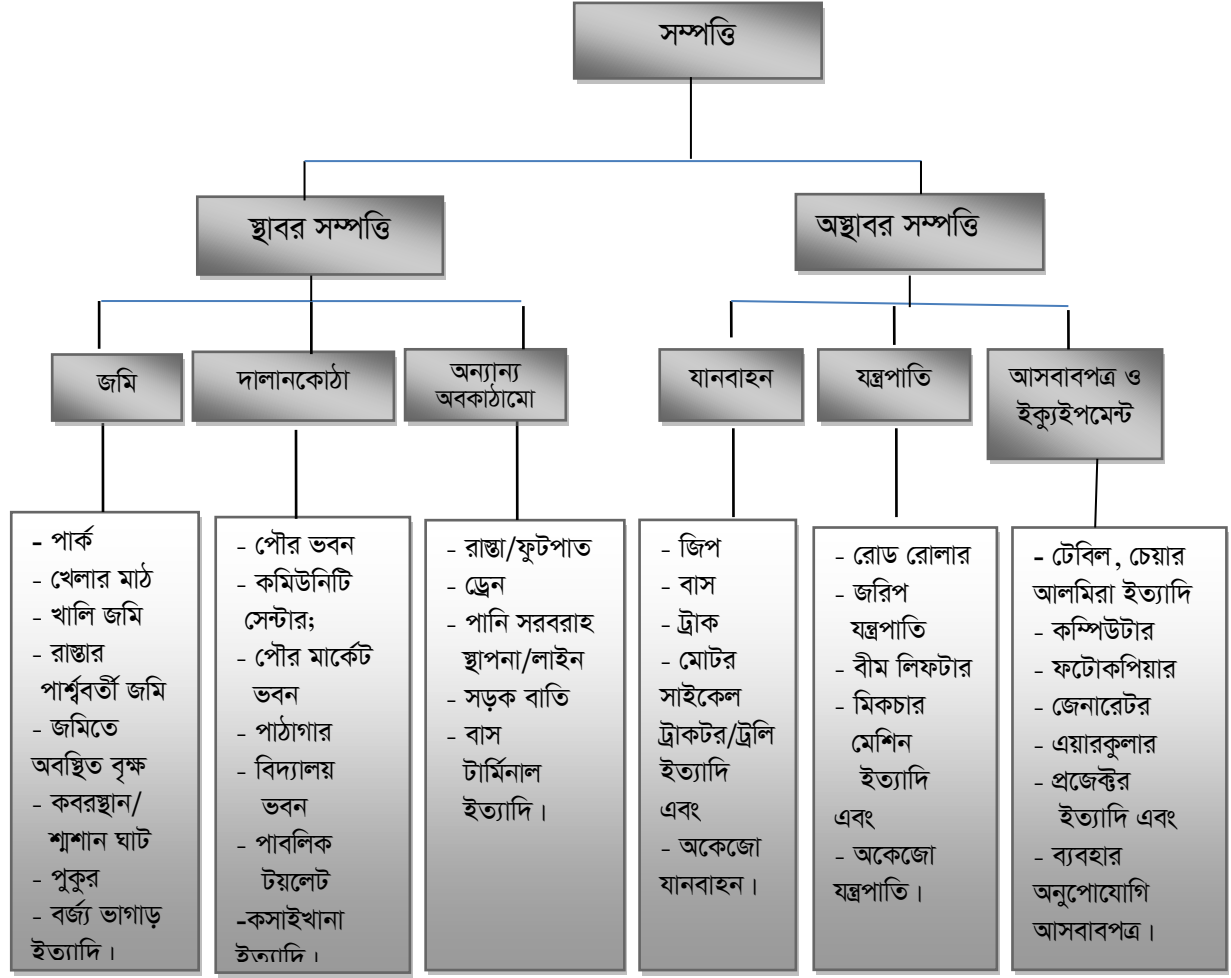 সম্পত্তি
স্থাবর সম্পত্তি
অস্থাবর সম্পত্তি
জমি
দালানকোঠা
অন্যান্য
অবকাঠামো
যানবাহন
যন্ত্রপাতি
আসবাবপত্র ও
ইক্যুইপমেন্ট
- পার্ক
- খেলার মাঠ
- খালি জমি
- রাস্তার
পার্শ্ববর্তী জমি
- জমিতে
অবস্থিত বৃক্ষ
- কবরস্থান/
শ্মশান ঘাট
- পুকুর
- বর্জ্য ভাগাড়
ইত্যাদি।
- পৌর ভবন
- কমিউনিটি
সেন্টার;
- পৌর মার্কেট
ভবন
- পাঠাগার
- বিদ্যালয়
ভবন
- পাবলিক
টয়লেট
-কসাইখানা
ইত্যাদি।
- রাস্তা/ফুটপাত
- ড্রেন
- পানি সরবরাহ
স্থাপনা/লাইন
- সড়ক বাতি
- বাস
টার্মিনাল
ইত্যাদি।
- জিপ
- বাস
- ট্রাক
- মোটর
সাইকেল
ট্রাকটর/ট্রলি
ইত্যাদি
এবং
- অকেজো
যানবাহন।
- রোড রোলার
- জরিপ
যন্ত্রপাতি
- বীম লিফটার
- মিকচার
মেশিন
ইত্যাদি
এবং
- অকেজো
যন্ত্রপাতি।
- টেবিল, চেয়ার
আলমিরা ইত্যাদি
- কম্পিউটার
- ফটোকপিয়ার
- জেনারেটর
- এয়ারকুলার
- প্রজেক্টর
ইত্যাদি এবং
- ব্যবহার
অনুপোযোগি
আসবাবপত্র।